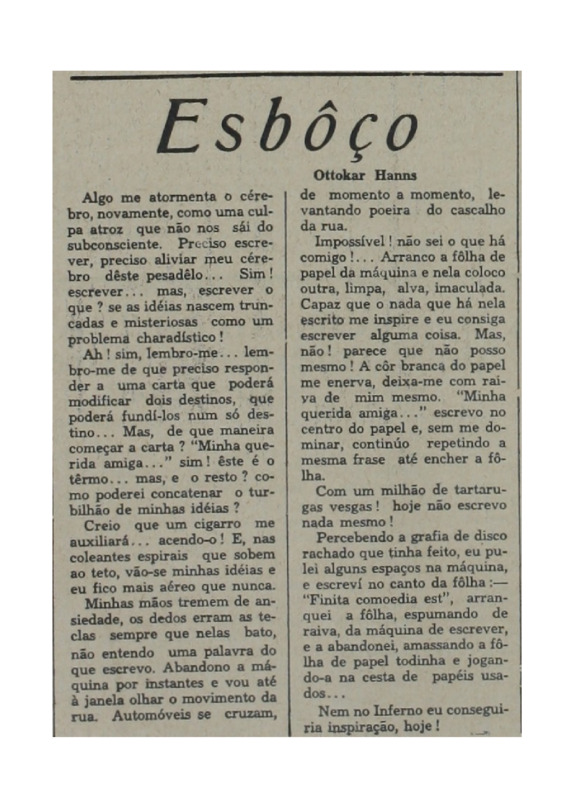 Esbôço
Ottokar Hanns
Algo me atormenta o cére-
bro, novamente, como uma cul-
pa atroz que não nos sái do
subconsciente. Preciso escre-
ver, preciso aliviar meu cére-
bro dêste pesadêlo... Sim!
escrever... mas, escrever o
que? se as idéias nascem trun-
cadas e misteriosas como um
problema charadístico!
Ah! sim, lembro-me... lem-
bro-me de que preciso respon-
der a uma carta que poderá
modificar dois destinos, que
poderá fundí-los num só des-
tino... Mas, de que maneira
começar a carta? "Minha que-
rida amiga..." sim! êste é o
têrmo... mas, e o resto? co-
mo poderei concatenar o tur-
bilhão de minhas idéias?
Creio que um cigarro me
auxiliará... acendo-o! E, nas
coleantes espirais que sobem
ao teto, vão-se minhas idéias e
eu fico mais aéreo que nunca.
Minhas mãos tremem de an-
siedade, os dedos erram as te-
clas sempre que nelas bato,
não entendo uma palavra do
que escrevo. Abandono a má-
quina por instantes e vou até
à janela olhar o movimento da
rua. Automóveis se cruzam,
de momento a momento, le-
vantando poeira do cascalho
da rua.
Impossível! não sei o que há
comigo!... Arranco a fôlha de
papel da máquina e nela coloco
outra, limpa, alva, imaculada.
Capaz que o nada que há nela
escrito me inspire e eu consiga
escrever alguma coisa. Mas,
não! parece que não posso
mesmo! A côr branca do papel
me enerva, deixa-me com rai-
va de mim mesmo. "Minha
querida amiga..." escrevo no
centro do papel e, sem me do-
minar, continúo repetindo a
mesma frase até encher a fô-
lha.
Com um milhão de tartaru-
gas vesgas! hoje não escrevo
nada mesmo!
Percebendo a grafia de disco
rachado que tinha feito, eu pu-
lei alguns espaços na máquina,
e escreví no canto da fôlha:—
"Finita comoedia est", arran-
quei a fôlha, espumando de
raiva, da máquina de escrever,
e a abandonei, amassando a fô-
lha de papel todinha e jogan-
do-a na cesta de papéis usa-
dos...
Nem no Inferno eu consegui-
ria inspiração, hoje!